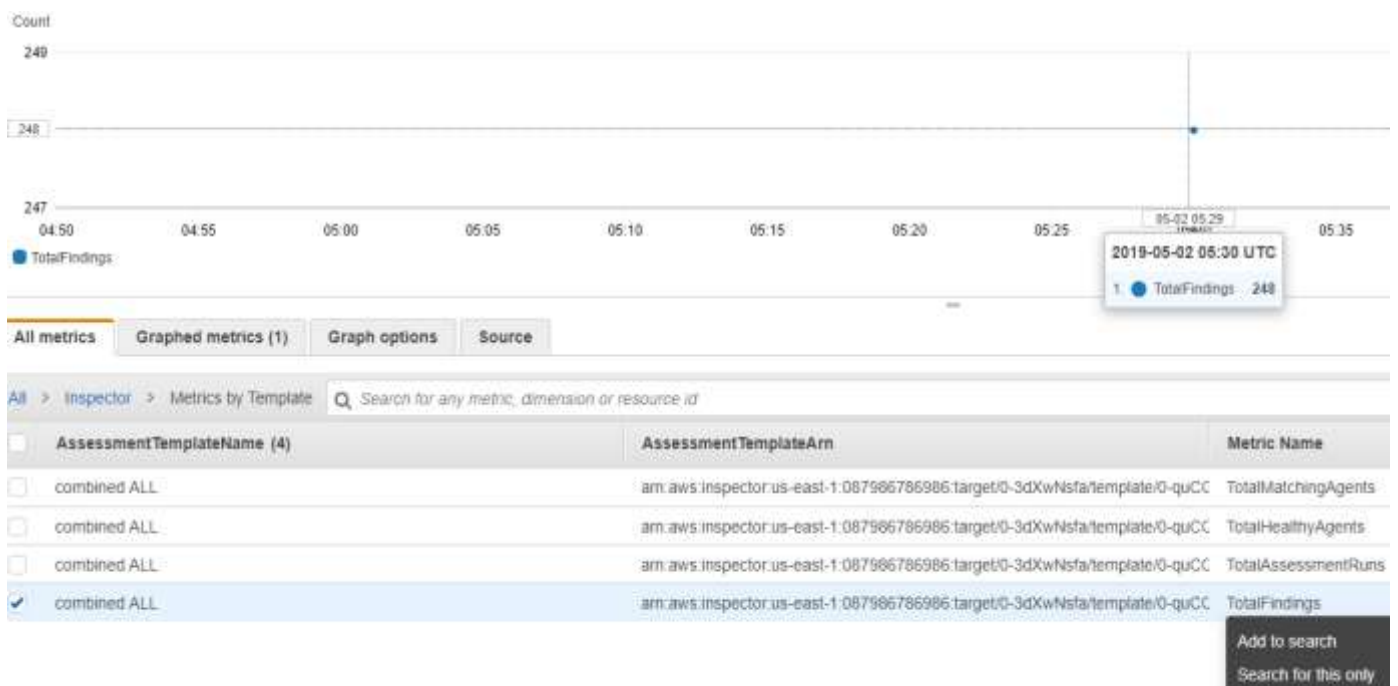 Count
249
248
247
04:50 04:55 05:00 05:05 05:10 05:15 05:20 05:25 05-02 05:29 05:35
TotalFindings
2019-05-02 05:30 UTC
1. TotalFindings 248
All metrics Graphed metrics (1) Graph options Source
All > Inspector > Metrics by Template Search for any metric, dimension or resource id
AssessmentTemplateName (4) AssessmentTemplateArn Metric Name
combined ALL arn:aws:inspector:us-east-1:087986786986:target/0-3dXwNsfa/template/0-quCC TotalMatchingAgents
combined ALL arn:aws:inspector:us-east-1:087986786986:target/0-3dXwNsfa/template/0-quCC TotalHealthyAgents
combined ALL arn:aws:inspector:us-east-1:087986786986:target/0-3dXwNsfa/template/0-quCC TotalAssessmentRuns
combined ALL arn:aws:inspector:us-east-1:087986786986:target/0-3dXwNsfa/template/0-quCC TotalFindings
Add to search
Search for this only